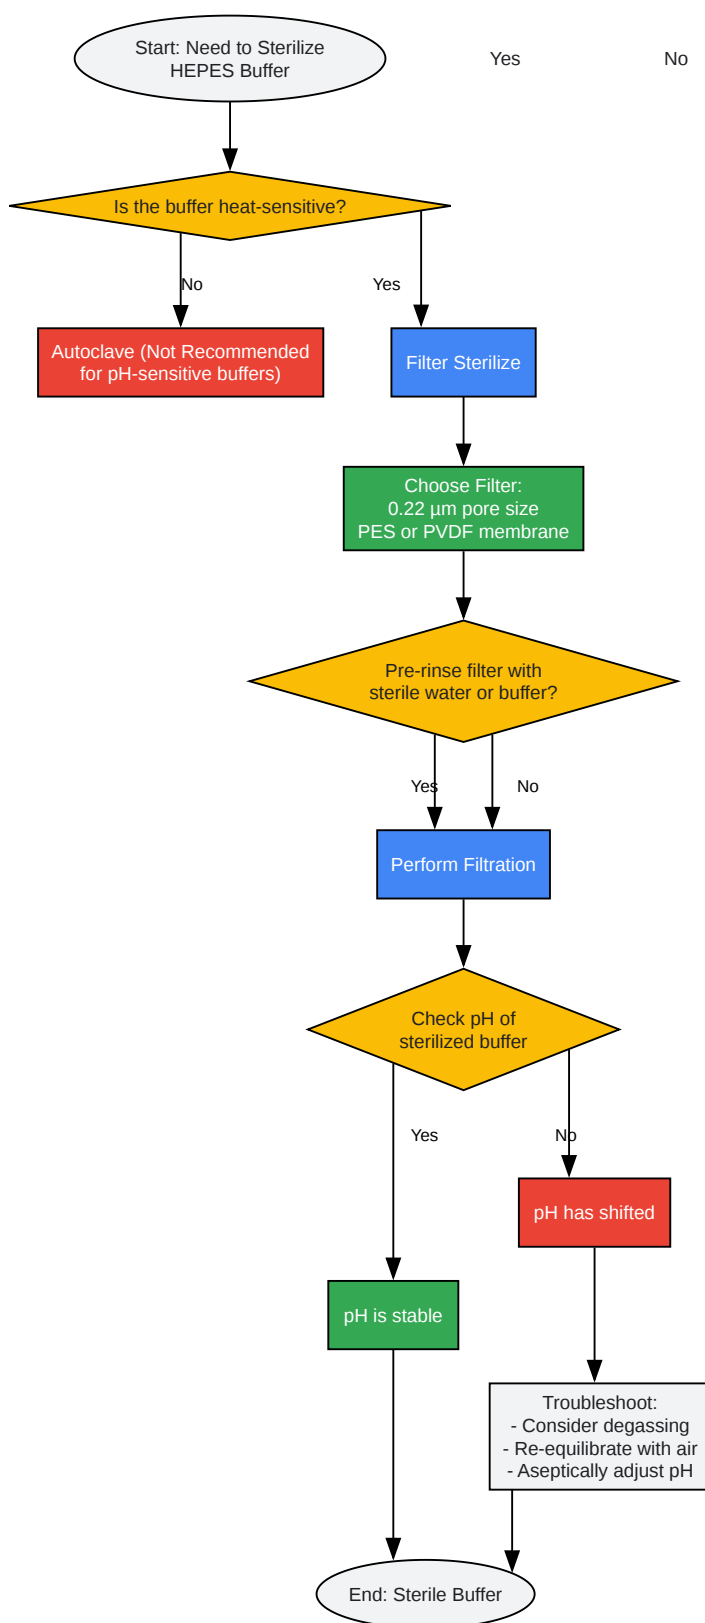 Start: Need to Sterilize
HEPES Buffer
Yes
No
Is the buffer heat-sensitive?
No
Yes
Autoclave (Not Recommended
for pH-sensitive buffers)
Filter Sterilize
Choose Filter:
0.22 µm pore size
PES or PVDF membrane
Pre-rinse filter with
sterile water or buffer?
Yes
No
Perform Filtration
Check pH of
sterilized buffer
Yes
No
pH has shifted
pH is stable
Troubleshoot:
- Consider degassing
- Re-equilibrate with air
- Aseptically adjust pH
End: Sterile Buffer